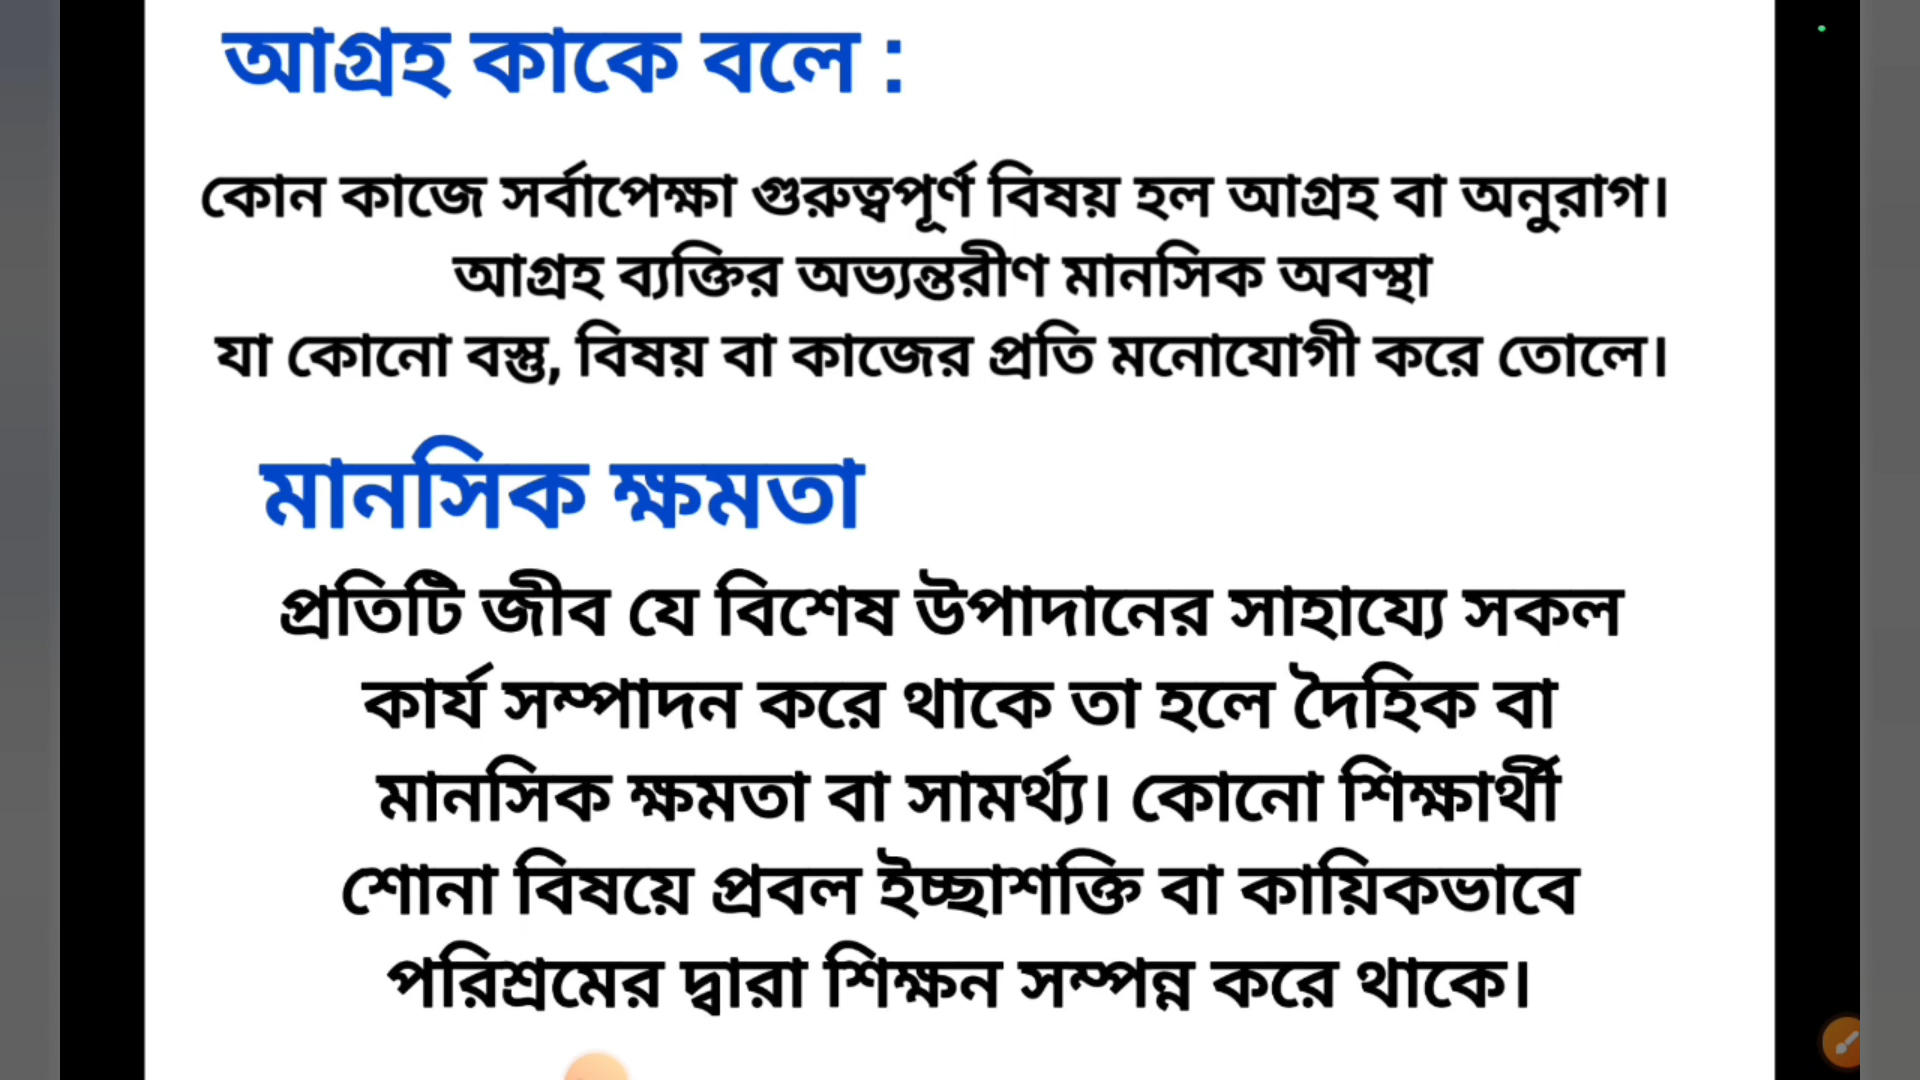 আগ্রহ কাকে বলে :
কোন কাজে সর্বাপেক্ষা গুরুত্বপূর্ণ বিষয় হল আগ্রহ বা অনুরাগ।
আগ্রহ ব্যক্তির অভ্যন্তরীণ মানসিক অবস্থা
যা কোনো বস্তু, বিষয় বা কাজের প্রতি মনোযোগী করে তোলে।
মানসিক ক্ষমতা
প্রতিটি জীব যে বিশেষ উপাদানের সাহায্যে সকল
কার্য সম্পাদন করে থাকে তা হলে দৈহিক বা
মানসিক ক্ষমতা বা সামর্থ্য। কোনো শিক্ষার্থী
শোনা বিষয়ে প্রবল ইচ্ছাশক্তি বা কায়িকভাবে
পরিশ্রমের দ্বারা শিক্ষন সম্পন্ন করে থাকে।